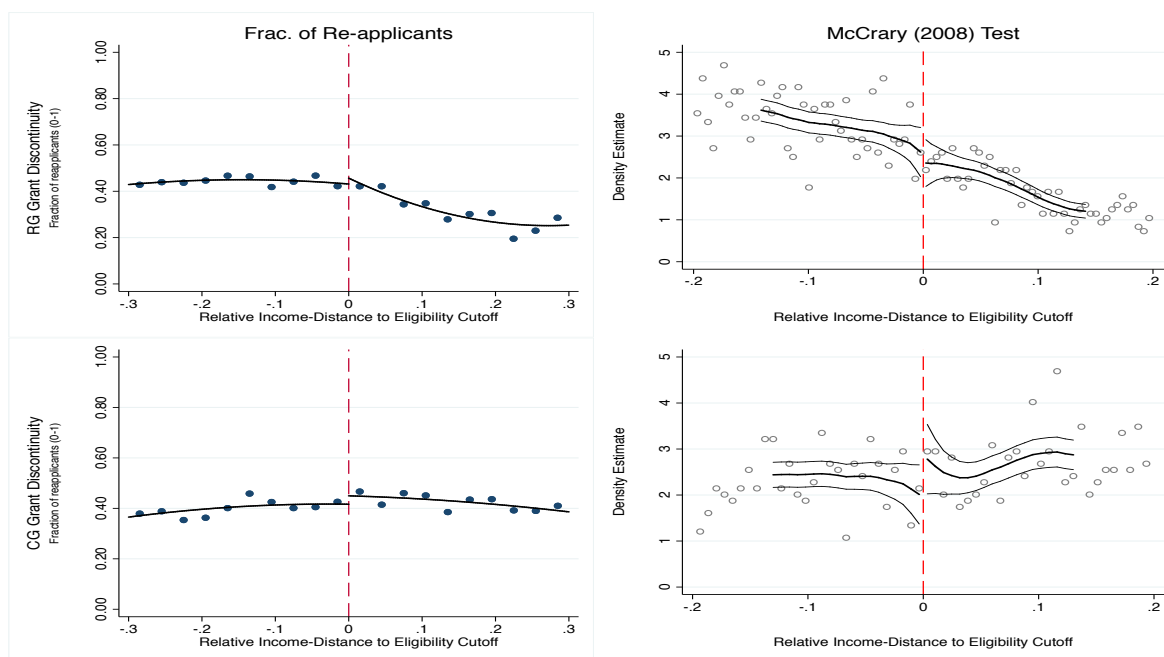 Frac. of Re-applicants
RG Grant Discontinuity
Fraction of reapplicants (0-1)
1.00
0.80
0.60
0.40
0.20
0.00
-.3 -.2 -.1 0 .1 .2 .3
Relative Income-Distance to Eligibility Cutoff
McCrary (2008) Test
Density Estimate
5
4
3
2
1
0
-.2 -.1 0 .1 .2
Relative Income-Distance to Eligibility Cutoff
CG Grant Discontinuity
Fraction of reapplicants (0-1)
1.00
0.80
0.60
0.40
0.20
0.00
-.3 -.2 -.1 0 .1 .2 .3
Relative Income-Distance to Eligibility Cutoff
Density Estimate
5
4
3
2
1
0
-.2 -.1 0 .1 .2
Relative Income-Distance to Eligibility Cutoff